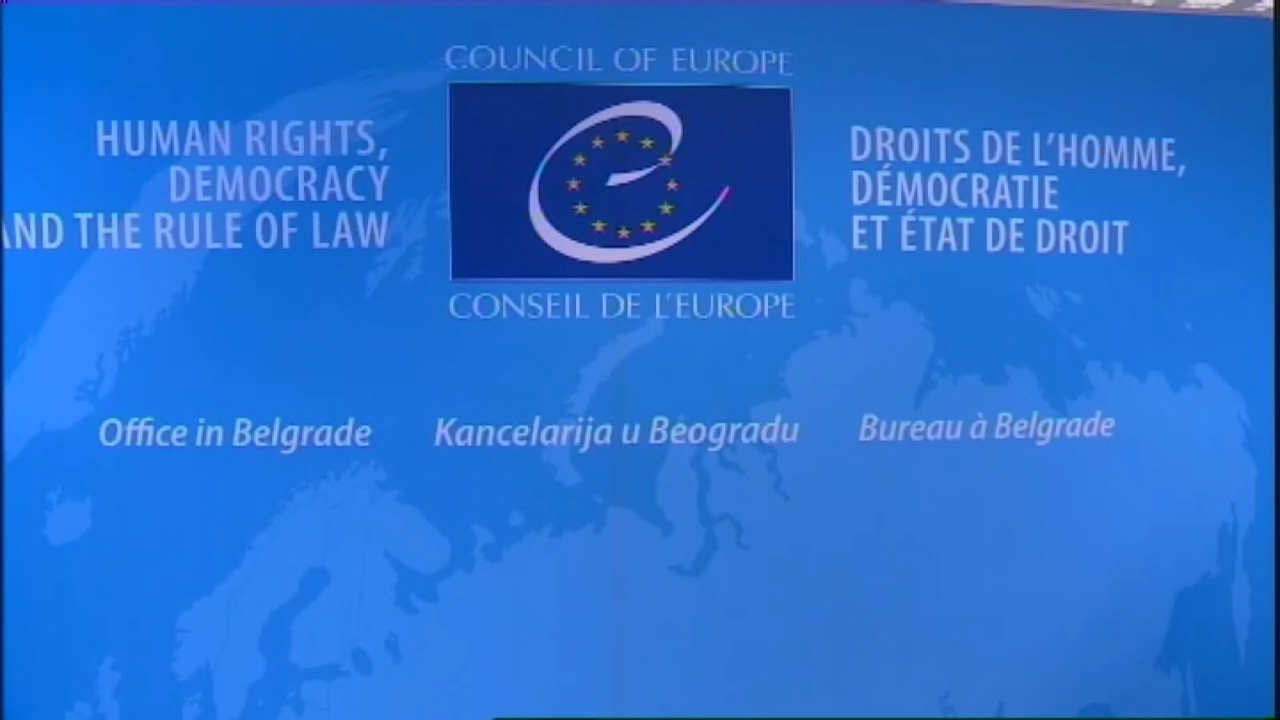 COUNCIL OF EUROPE
HUMAN RIGHTS,
DEMOCRACY
AND THE RULE OF LAW
DROITS DE L'HOMME,
DÉMOCRATIE
ET ÉTAT DE DROIT
CONSEIL DE L'EUROPE
Office in Belgrade
Kancelarija u Beogradu
Bureau à Belgrade